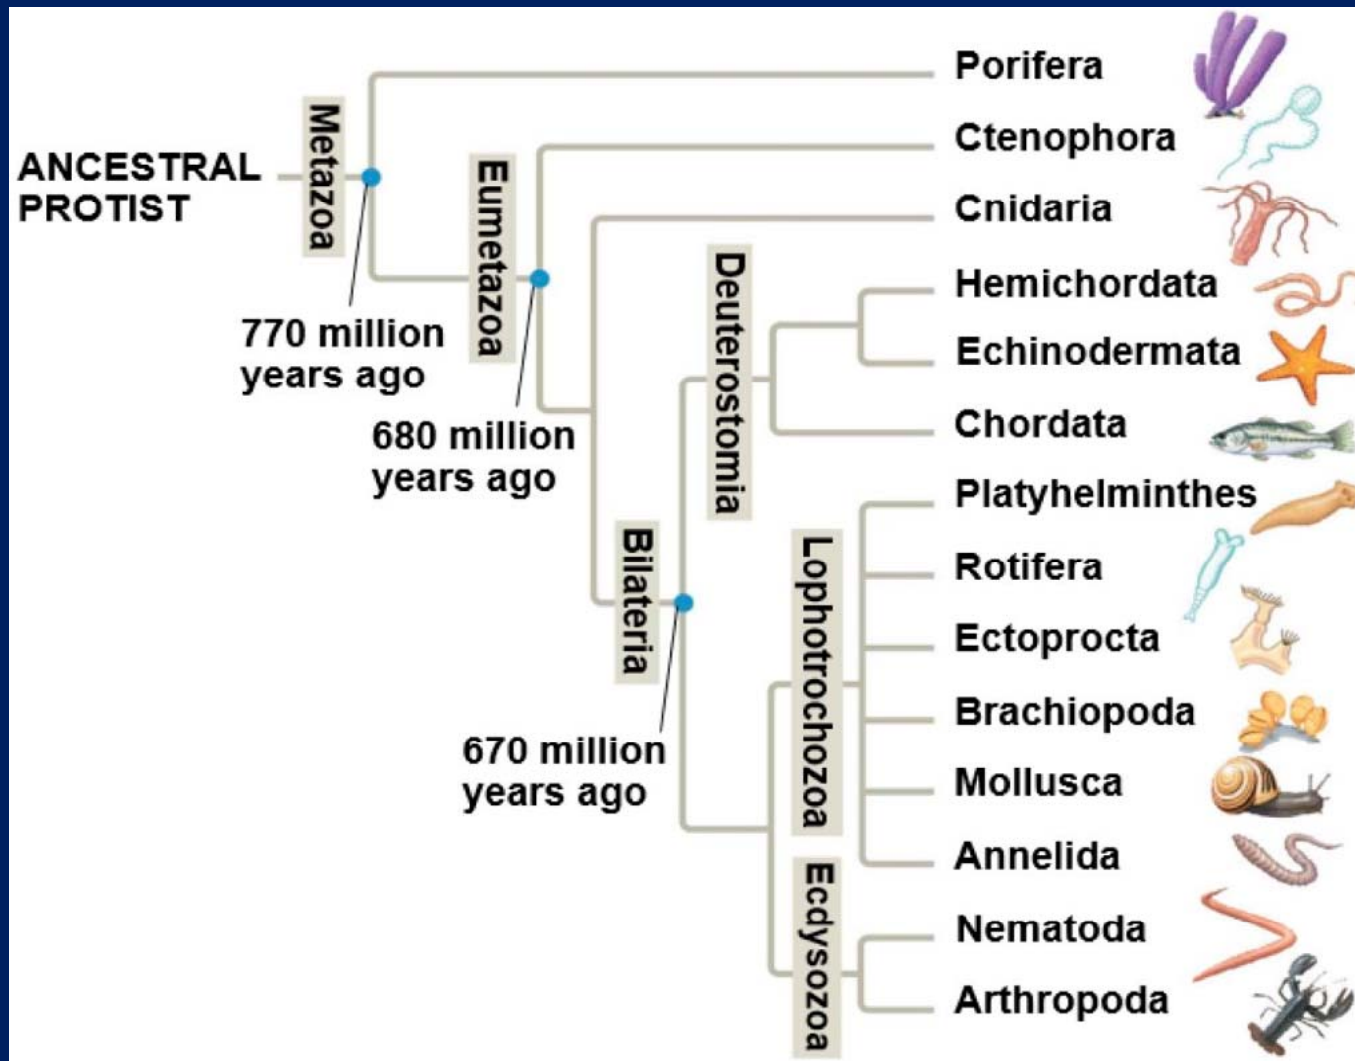 Porifera
Ctenophora
Cnidaria
Hemichordata
Echinodermata
Chordata
Platyhelminthes
Rotifera
Ectoprocta
Brachiopoda
Mollusca
Annelida
Nematoda
Arthropoda
ANCESTRAL
PROTIST
Metazoa
770 million
years ago
Eumetazoa
680 million
years ago
Bilateria
670 million
years ago
Deuterostomia
Lophotrochozoa
Ecdysozoa